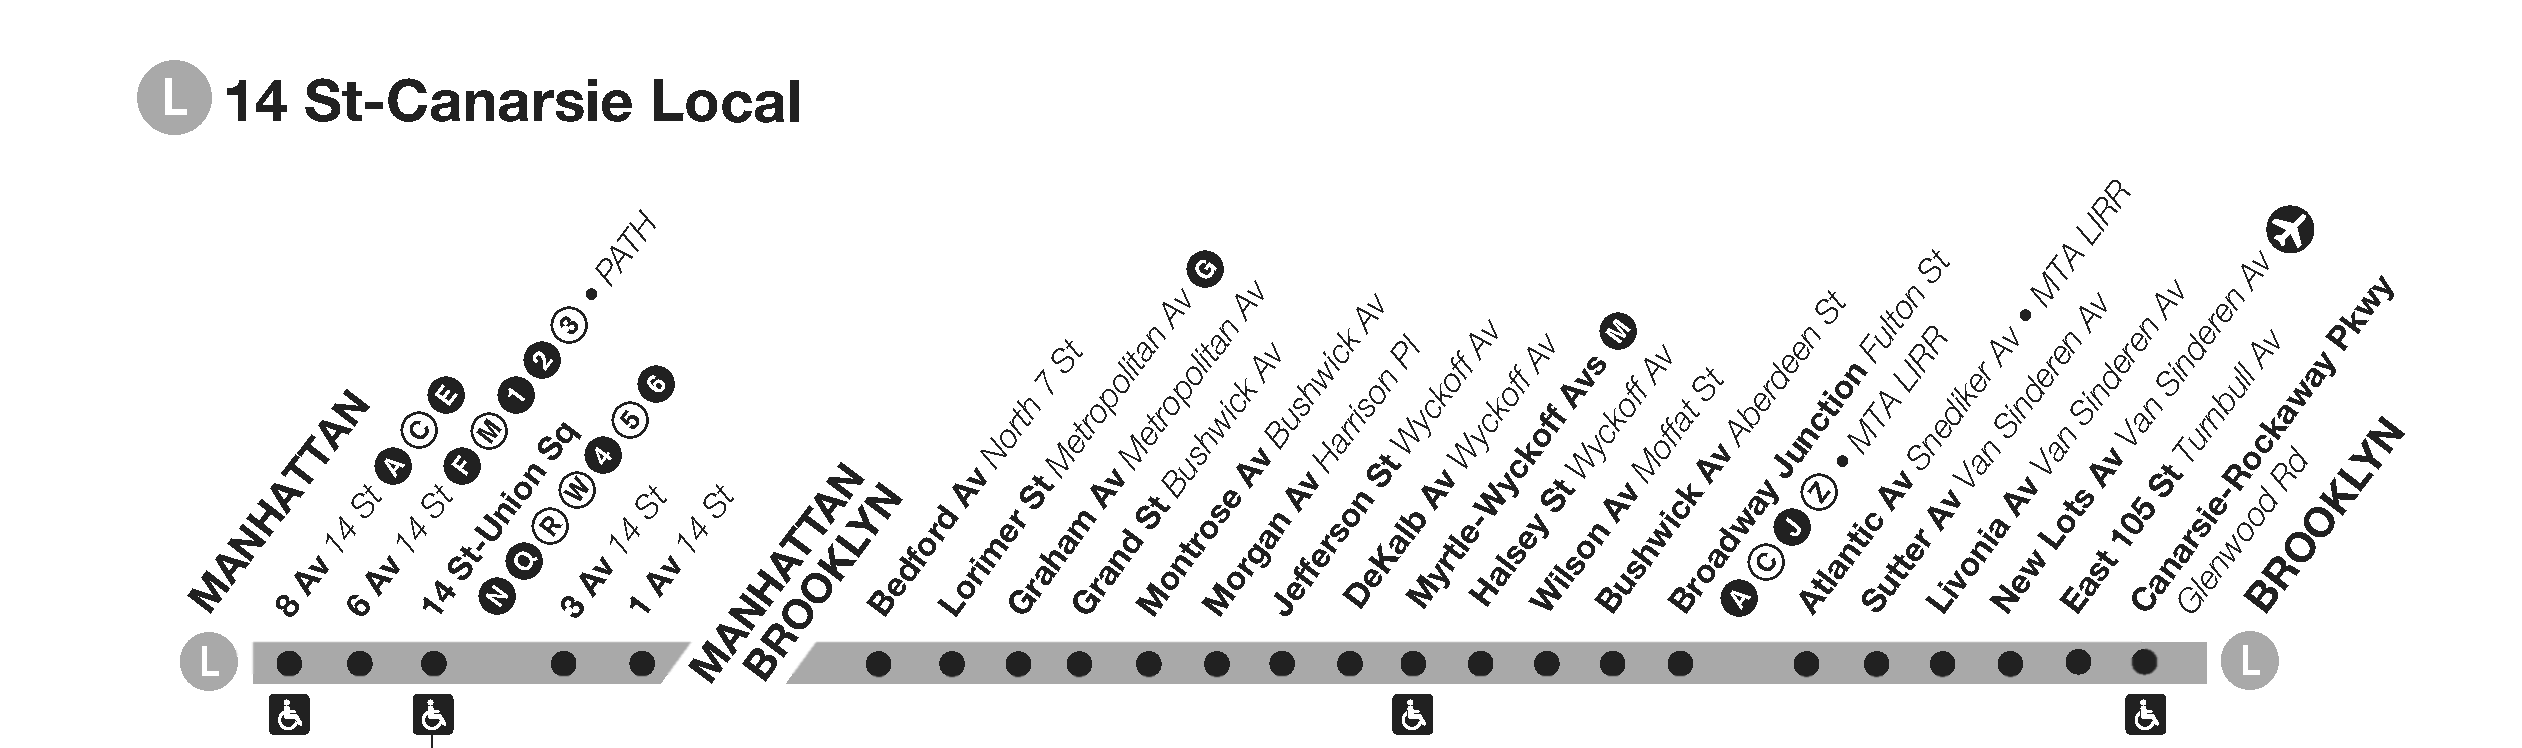 L 14 St-Canarsie Local
MANHATTAN
8 Av 14 St A C E
6 Av 14 St F M 1 2 3 • PATH
14 St-Union Sq
N Q R W 4 5 6
3 Av 14 St
1 Av 14 St
MANHATTAN
BROOKLYN
Bedford Av North 7 St
Lorimer St Metropolitan Av G
Graham Av Metropolitan Av
Grand St Bushwick Av
Montrose Av Bushwick Av
Morgan Av Harrison Pl
Jefferson St Wyckoff Av
DeKalb Av Wyckoff Av
Myrtle-Wyckoff Avs M
Halsey St Wyckoff Av
Wilson Av Moffat St
Bushwick Av Aberdeen St
Broadway Junction Fulton St
A C J Z • MTA LIRR
Atlantic Av Snediker Av • MTA LIRR
Sutter Av Van Sinderen Av
Livonia Av Van Sinderen Av
New Lots Av Van Sinderen Av
East 105 St Turnbull Av
Canarsie-Rockaway Pkwy
Glenwood Rd
BROOKLYN
L
L